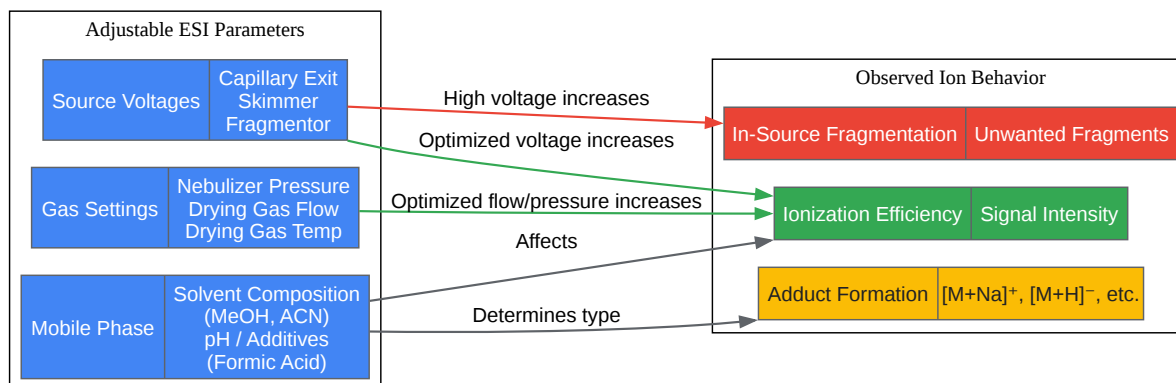 Adjustable ESI Parameters
Source Voltages
Capillary Exit
Skimmer
Fragmentor
Gas Settings
Nebulizer Pressure
Drying Gas Flow
Drying Gas Temp
Mobile Phase
Solvent Composition
(MeOH, ACN)
pH / Additives
(Formic Acid)
High voltage increases
Optimized voltage increases
Optimized flow/pressure increases
Affects
Determines type
Observed Ion Behavior
In-Source Fragmentation
Unwanted Fragments
Ionization Efficiency
Signal Intensity
Adduct Formation
[M+Na]⁺, [M+H]⁻, etc.